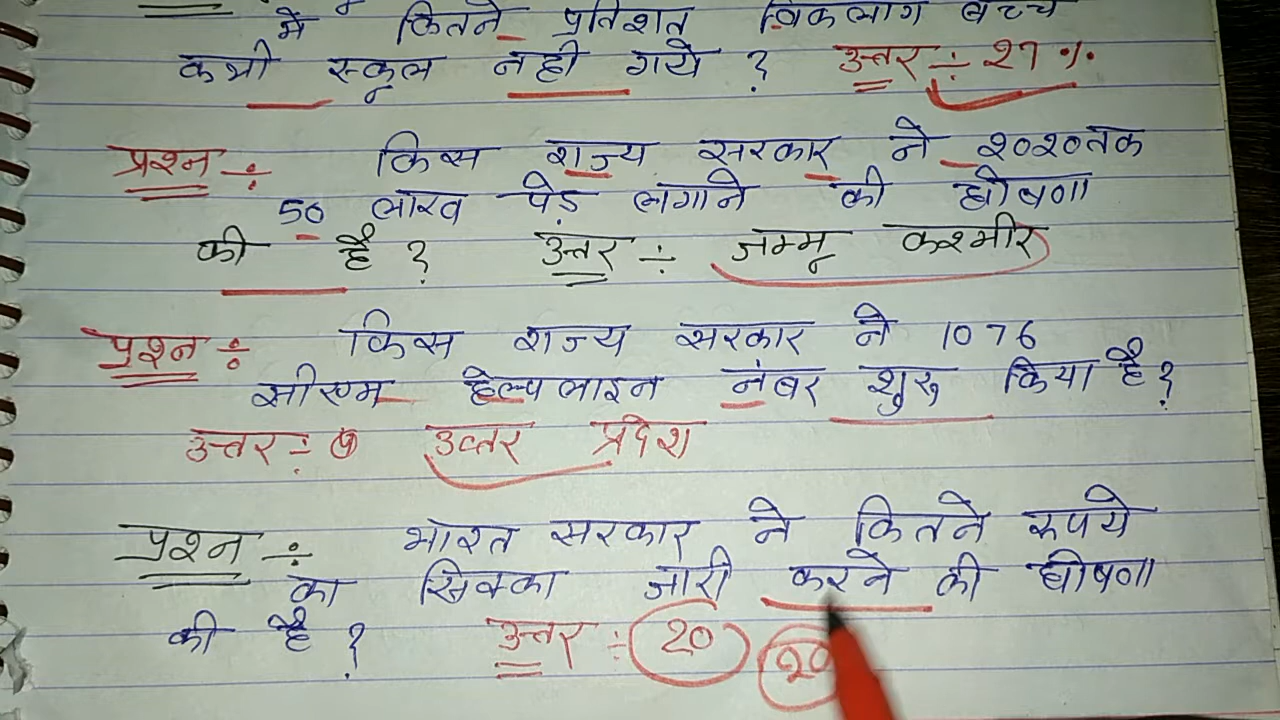 में कितने प्रतिशत विकलांग बच्चे
कभी स्कूल नही गये ? उत्तर ÷ 27 %
प्रश्न ÷ किस राज्य सरकार ने २०२० तक
50 लाख पेड़ लगाने की घोषणा
की है ? उत्तर ÷ जम्मू कश्मीर
प्रश्न ÷ किस राज्य सरकार ने 1076
सीएम हेल्पलाइन नंबर शुरु किया है ?
उत्तर ÷ उत्तर प्रदेश
प्रश्न ÷ भारत सरकार ने कितने रुपये
का सिक्का जारी करने की घोषणा
की है ? उत्तर ÷ 20 20